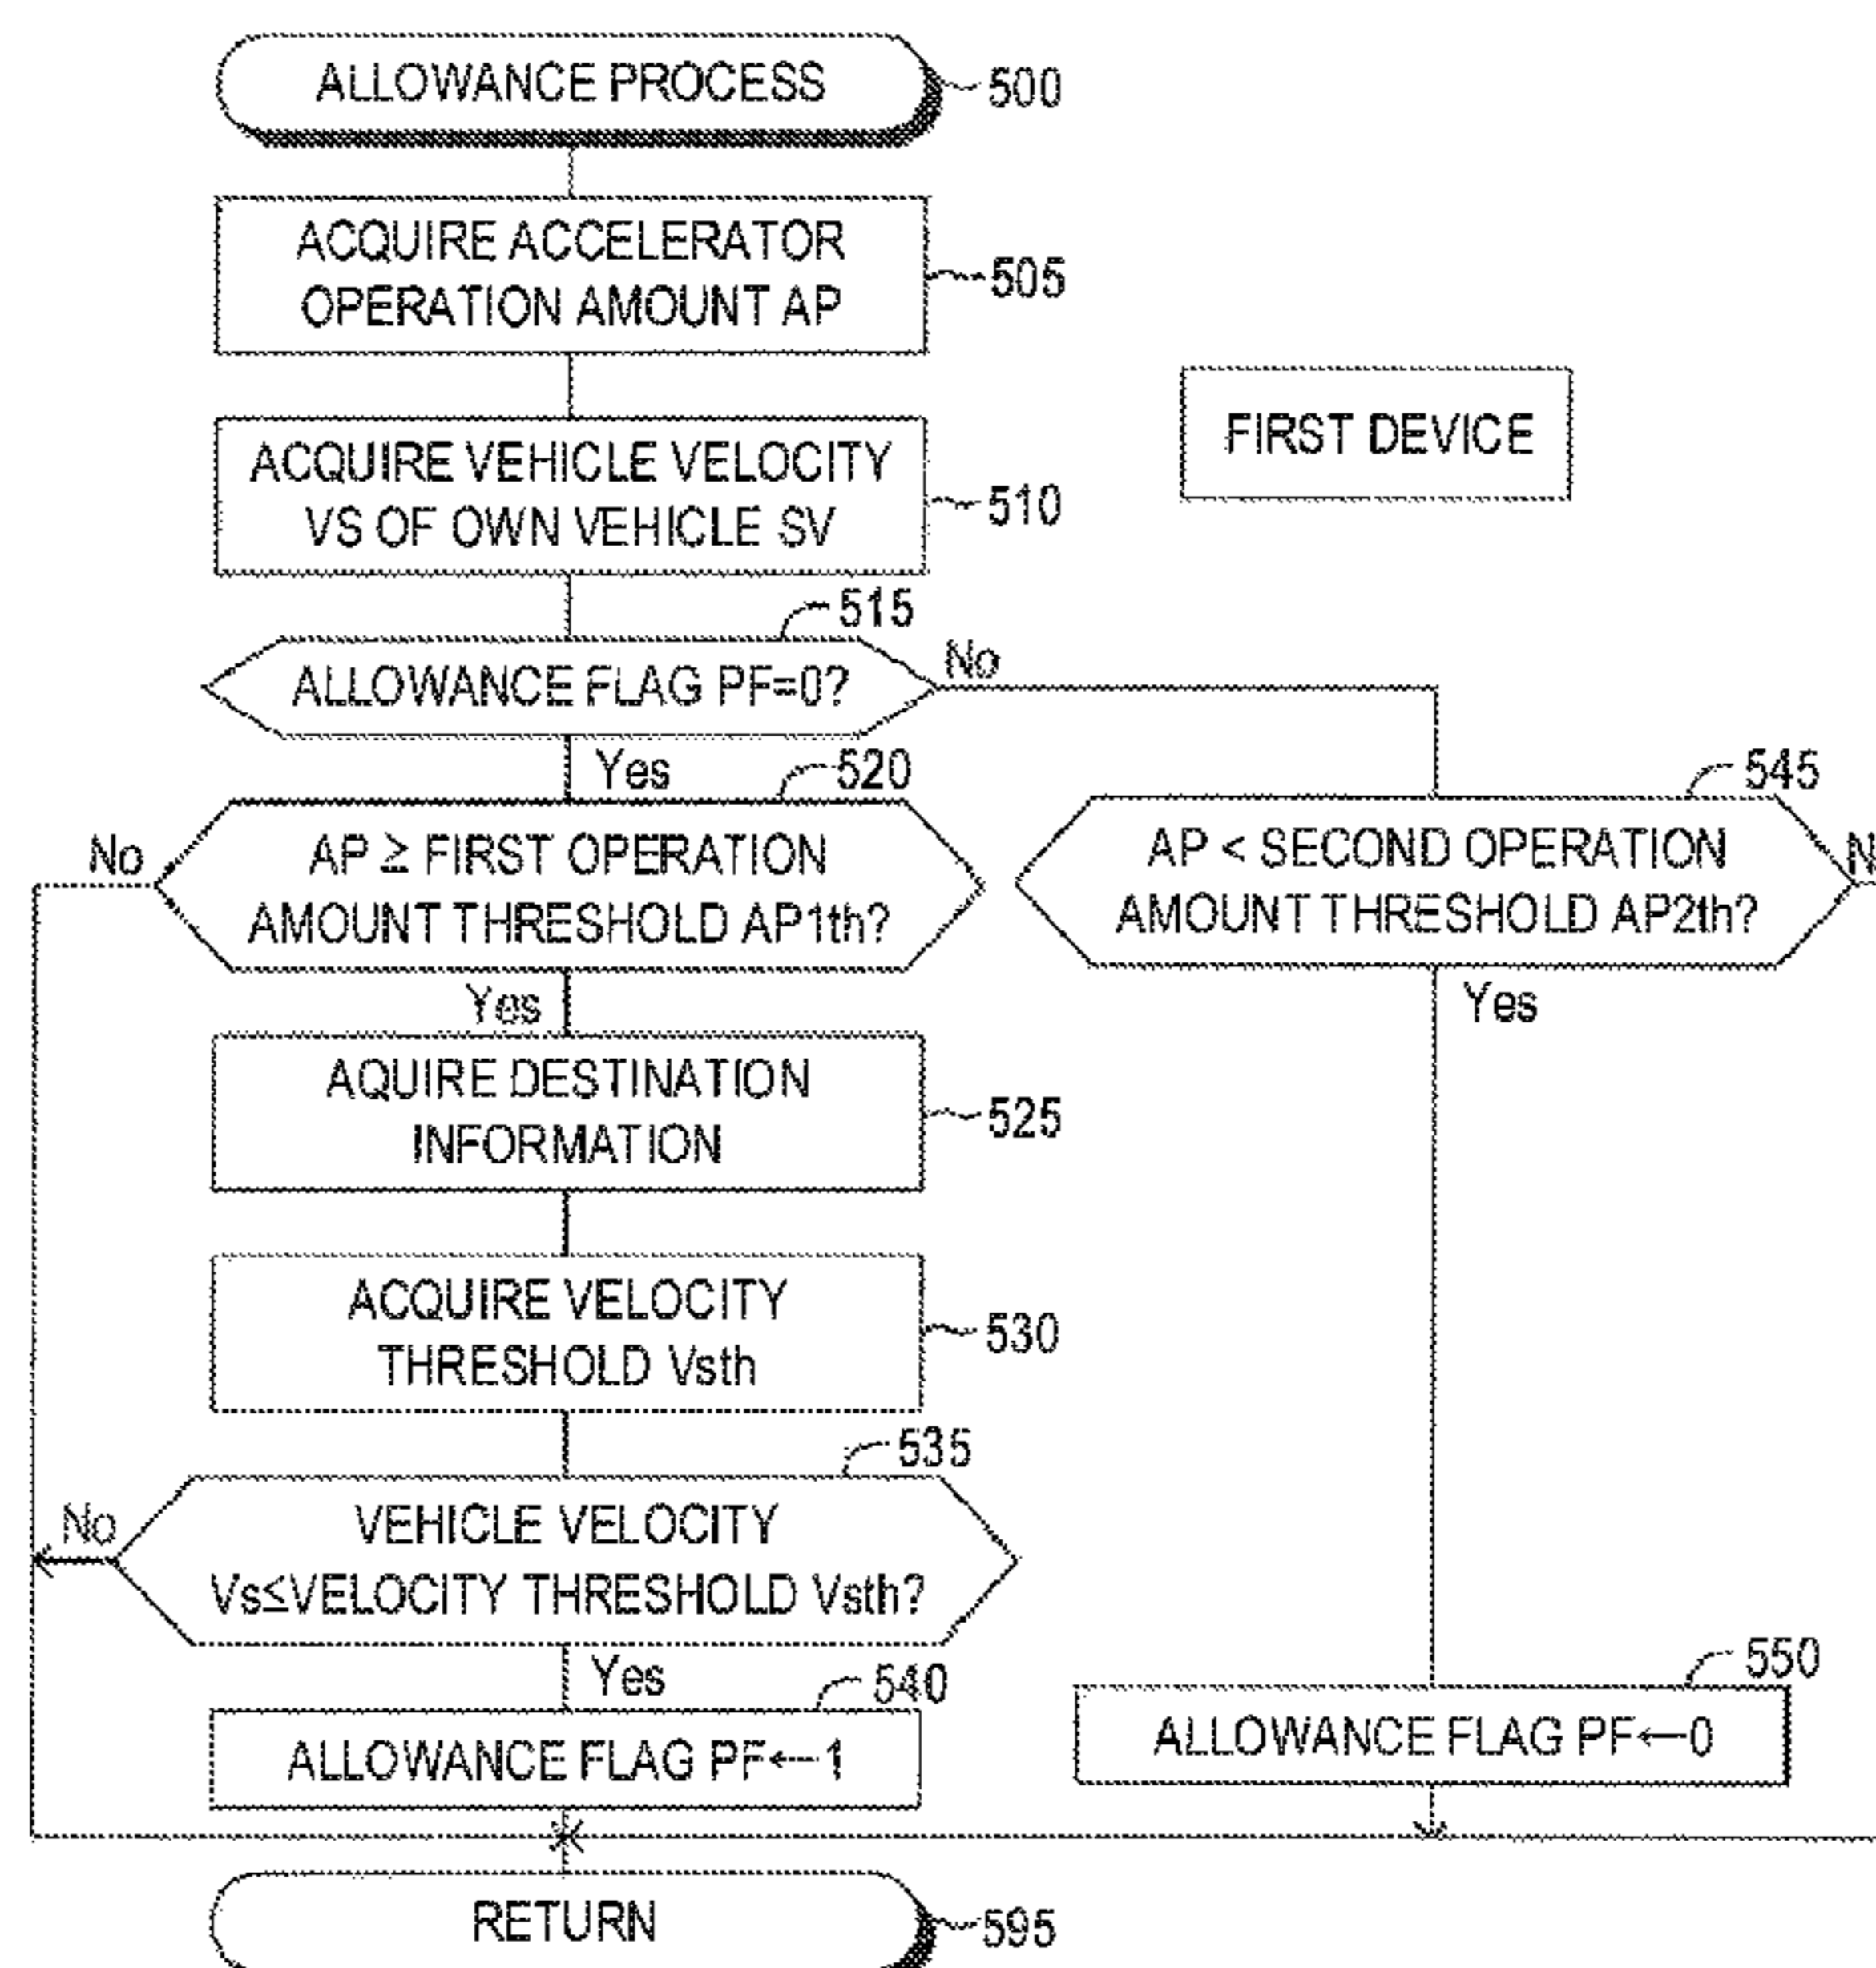 ALLOWANCE PROCESS
500
ACQUIRE ACCELERATOR
OPERATION AMOUNT AP
505
FIRST DEVICE
ACQUIRE VEHICLE VELOCITY
VS OF OWN VEHICLE SV
510
515
ALLOWANCE FLAG PF=0?
No
Yes
520
545
No
AP ≥ FIRST OPERATION
AMOUNT THRESHOLD AP1th?
AP < SECOND OPERATION
AMOUNT THRESHOLD AP2th?
Yes
Yes
AQUIRE DESTINATION
INFORMATION
525
ACQUIRE VELOCITY
THRESHOLD Vsth
530
535
No
VEHICLE VELOCITY
Vs≤VELOCITY THRESHOLD Vsth?
Yes
540
550
ALLOWANCE FLAG PF←1
ALLOWANCE FLAG PF←0
RETURN
595